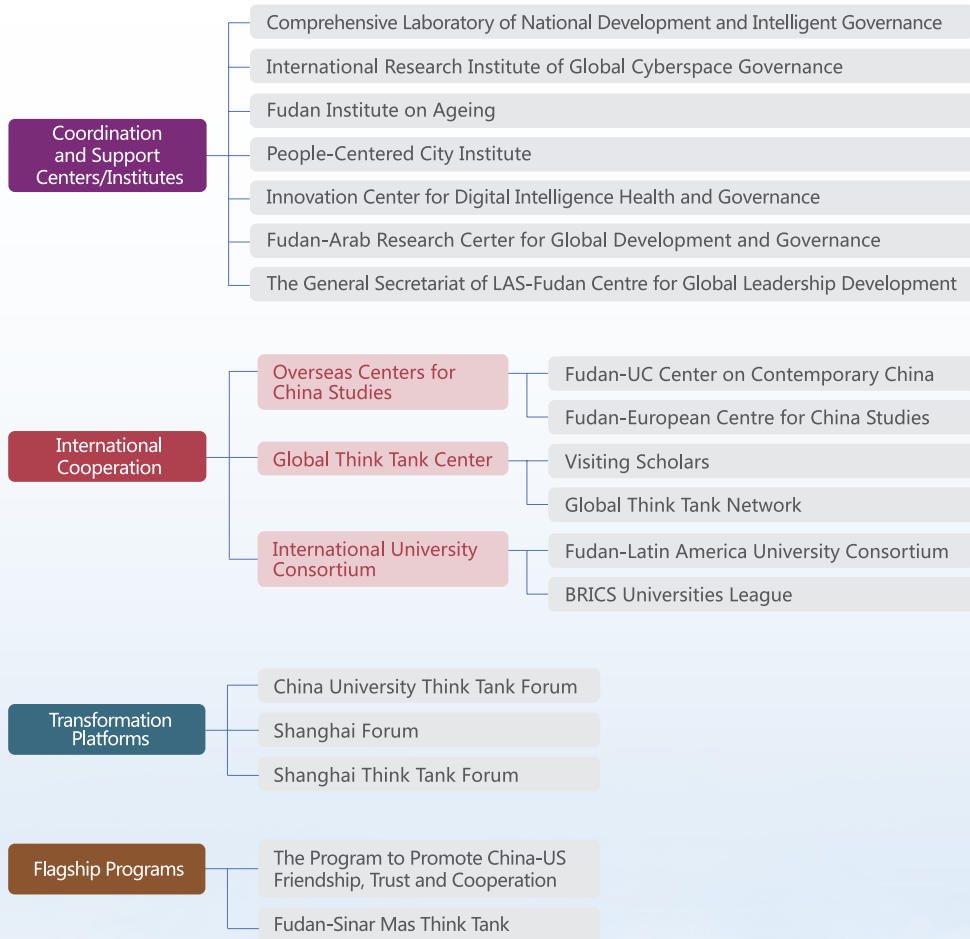 Coordination
and Support
Centers/Institutes
Comprehensive Laboratory of National Development and Intelligent Governance
International Research Institute of Global Cyberspace Governance
Fudan Institute on Ageing
People-Centered City Institute
Innovation Center for Digital Intelligence Health and Governance
Fudan-Arab Research Certer for Global Development and Governance
The General Secretariat of LAS-Fudan Centre for Global Leadership Development
International
Cooperation
Overseas Centers for
China Studies
Fudan-UC Center on Contemporary China
Fudan-European Centre for China Studies
Global Think Tank Center
Visiting Scholars
Global Think Tank Network
International University
Consortium
Fudan-Latin America University Consortium
BRICS Universities League
Transformation
Platforms
China University Think Tank Forum
Shanghai Forum
Shanghai Think Tank Forum
Flagship Programs
The Program to Promote China-US
Friendship, Trust and Cooperation
Fudan-Sinar Mas Think Tank